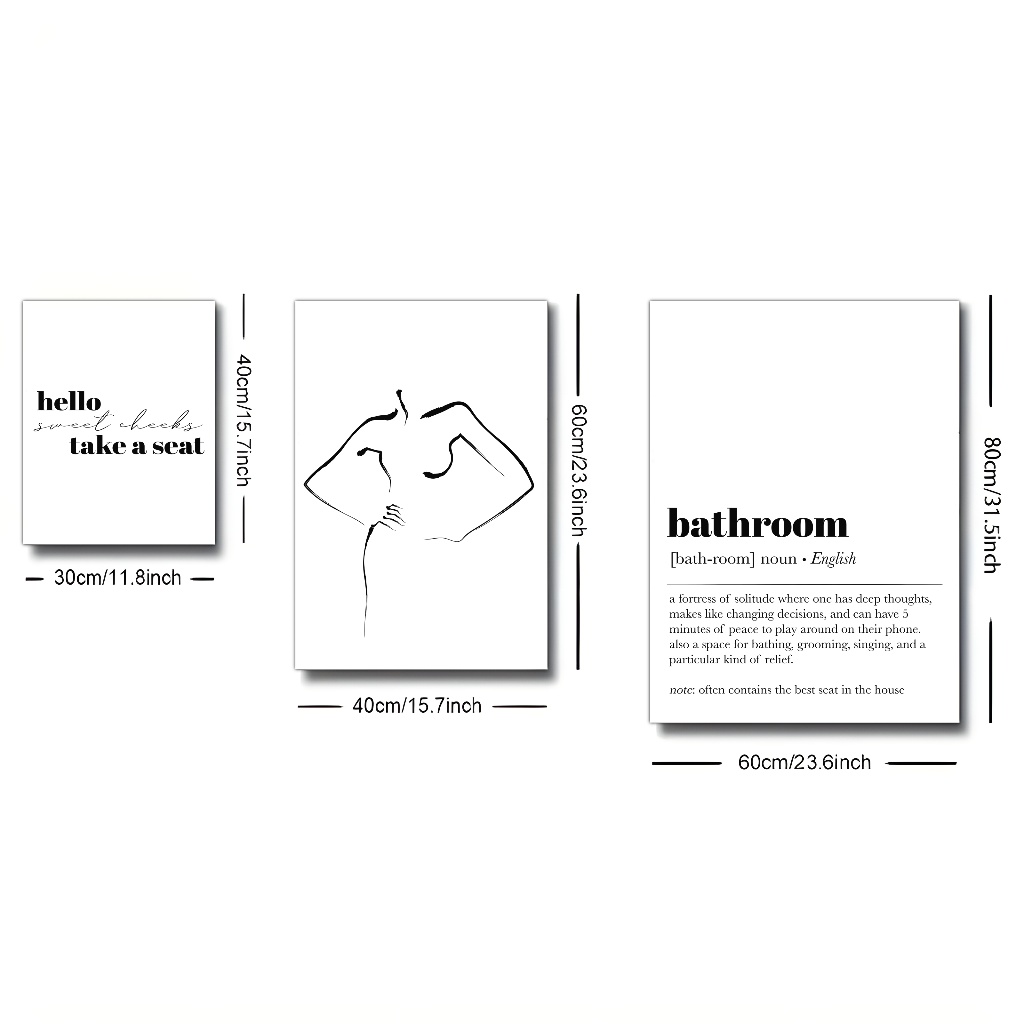 hello
sweet cheeks
take a seat
40cm/15.7inch
30cm/11.8inch
60cm/23.6inch
40cm/15.7inch
bathroom
[bath-room] noun • English
a fortress of solitude where one has deep thoughts,
makes like changing decisions, and can have 5
minutes of peace to play around on their phone.
also a space for bathing, grooming, singing, and a
particular kind of relief.
note: often contains the best seat in the house
80cm/31.5inch
60cm/23.6inch